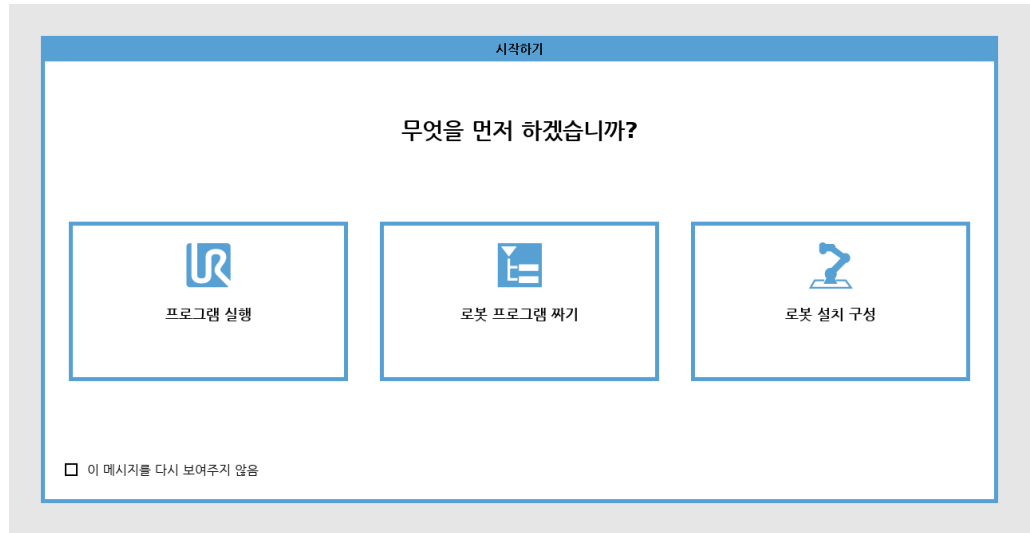 시작하기
무엇을 먼저 하겠습니까?
프로그램 실행
로봇 프로그램 짜기
로봇 설치 구성
이 메시지를 다시 보여주지 않음